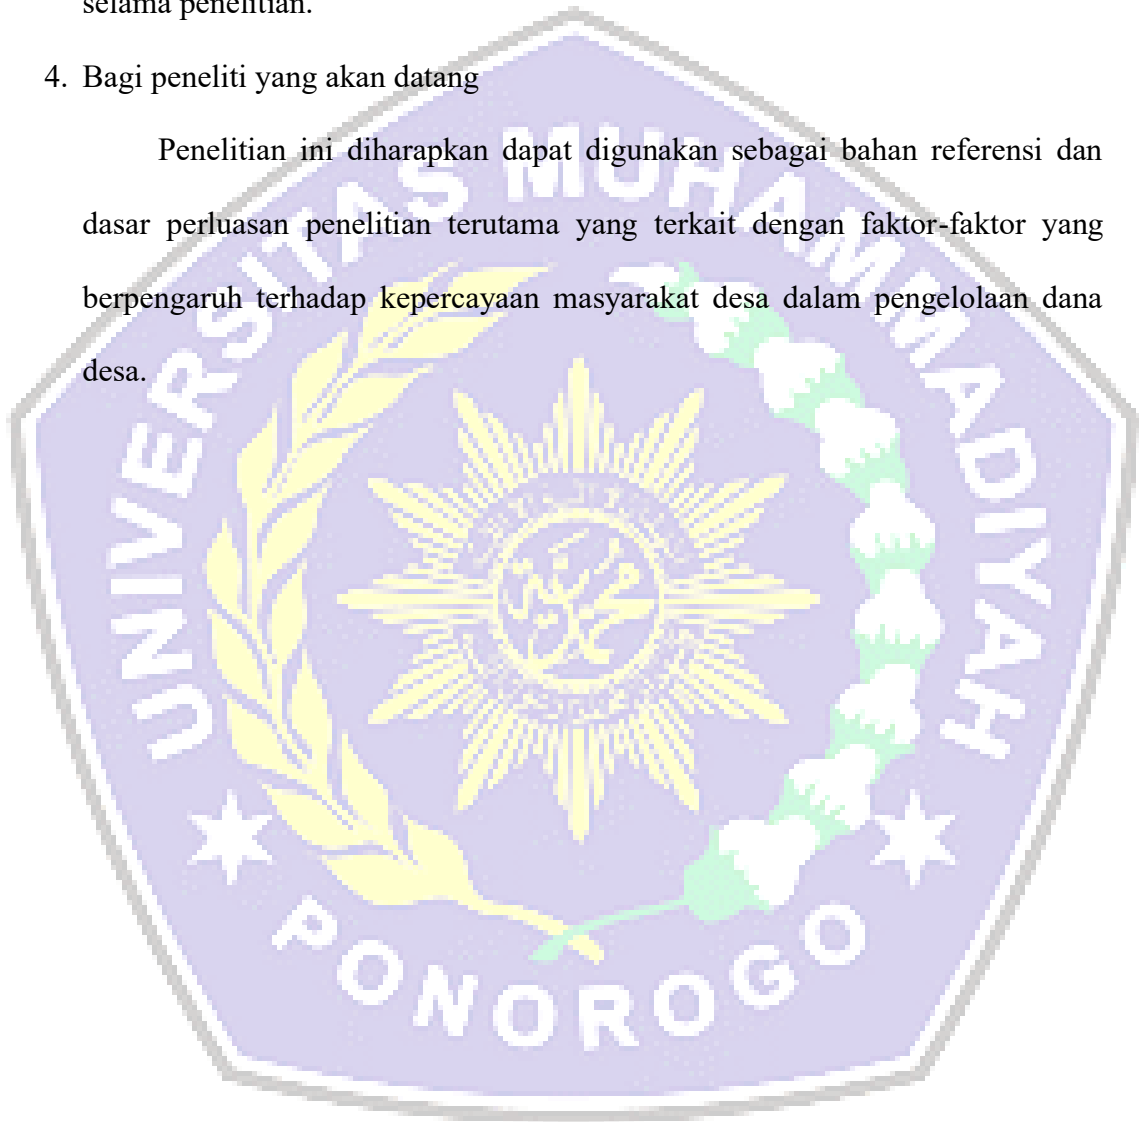 selama penelitian.
4. Bagi peneliti yang akan datang
Penelitian ini diharapkan dapat digunakan sebagai bahan referensi dan
dasar perluasan penelitian terutama yang terkait dengan faktor-faktor yang
berpengaruh terhadap kepercayaan masyarakat desa dalam pengelolaan dana
desa.
UNIVERSITAS MUHAMMADIYAH
PONOROGO